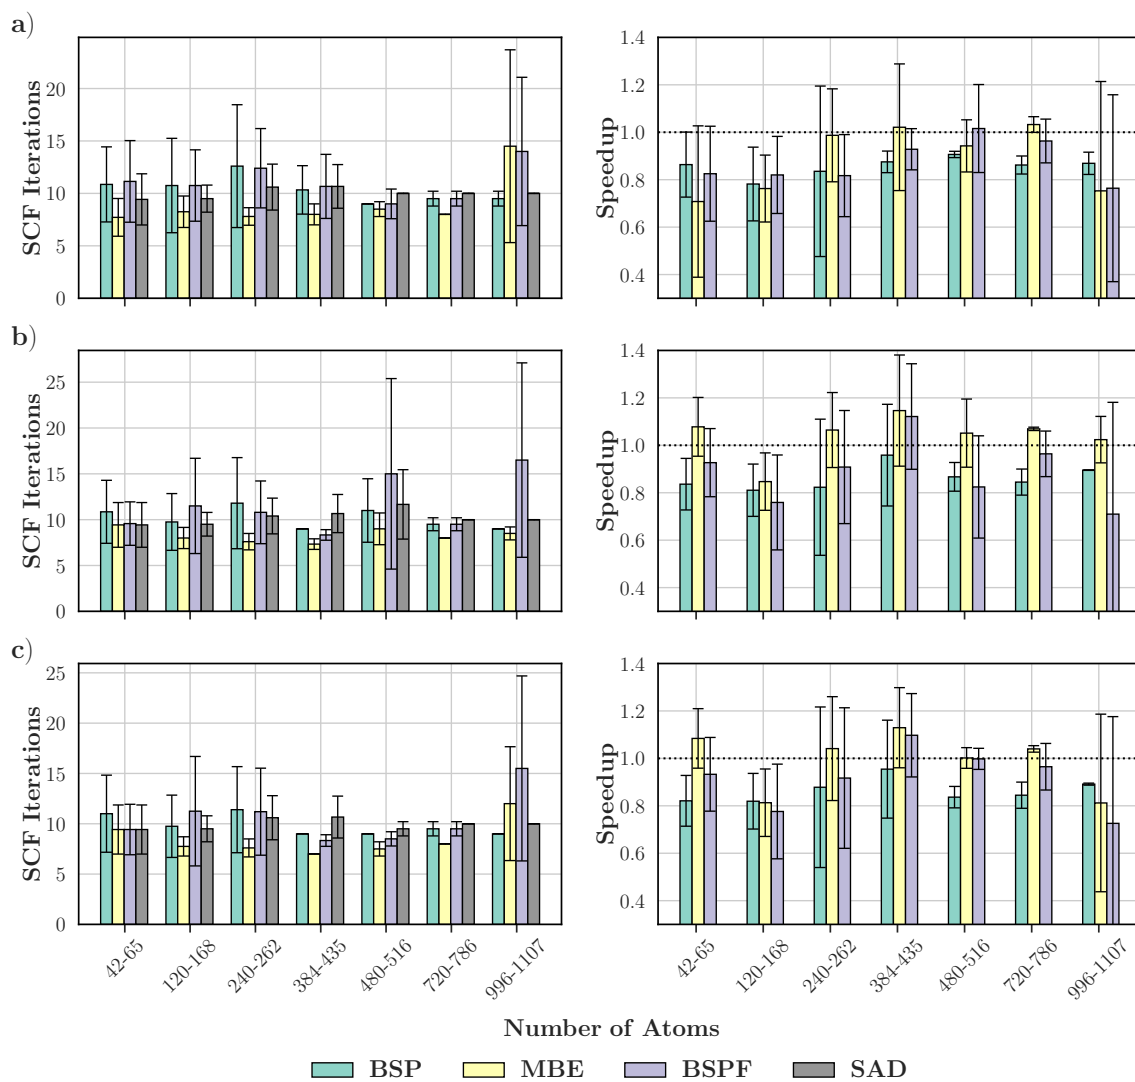 a)
SCF Iterations
20
15
10
5
0
Speedup
1.4
1.2
1.0
0.8
0.6
0.4
b)
SCF Iterations
25
20
15
10
5
0
Speedup
1.4
1.2
1.0
0.8
0.6
0.4
c)
SCF Iterations
25
20
15
10
5
0
Speedup
1.4
1.2
1.0
0.8
0.6
0.4
42-65 120-168 240-262 384-435 480-516 720-786 996-1107
42-65 120-168 240-262 384-435 480-516 720-786 996-1107
Number of Atoms
BSP MBE BSPF SAD